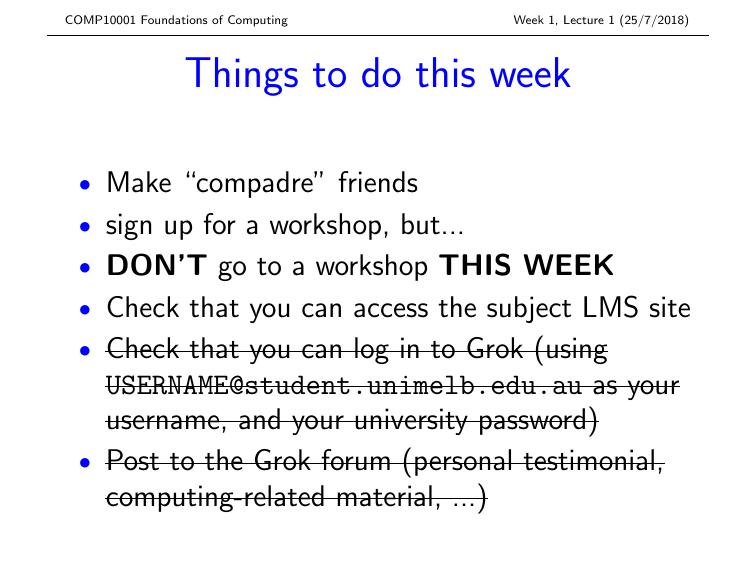 COMP10001 Foundations of Computing Week 1, Lecture 1 (25/7/2018)
Things to do this week
• Make “compadre” friends
• sign up for a workshop, but...
• DON’T go to a workshop THIS WEEK
• Check that you can access the subject LMS site
• Check that you can log in to Grok (using
USERNAME@student.unimelb.edu.au as your
username, and your university password)
• Post to the Grok forum (personal testimonial,
computing-related material, ...)